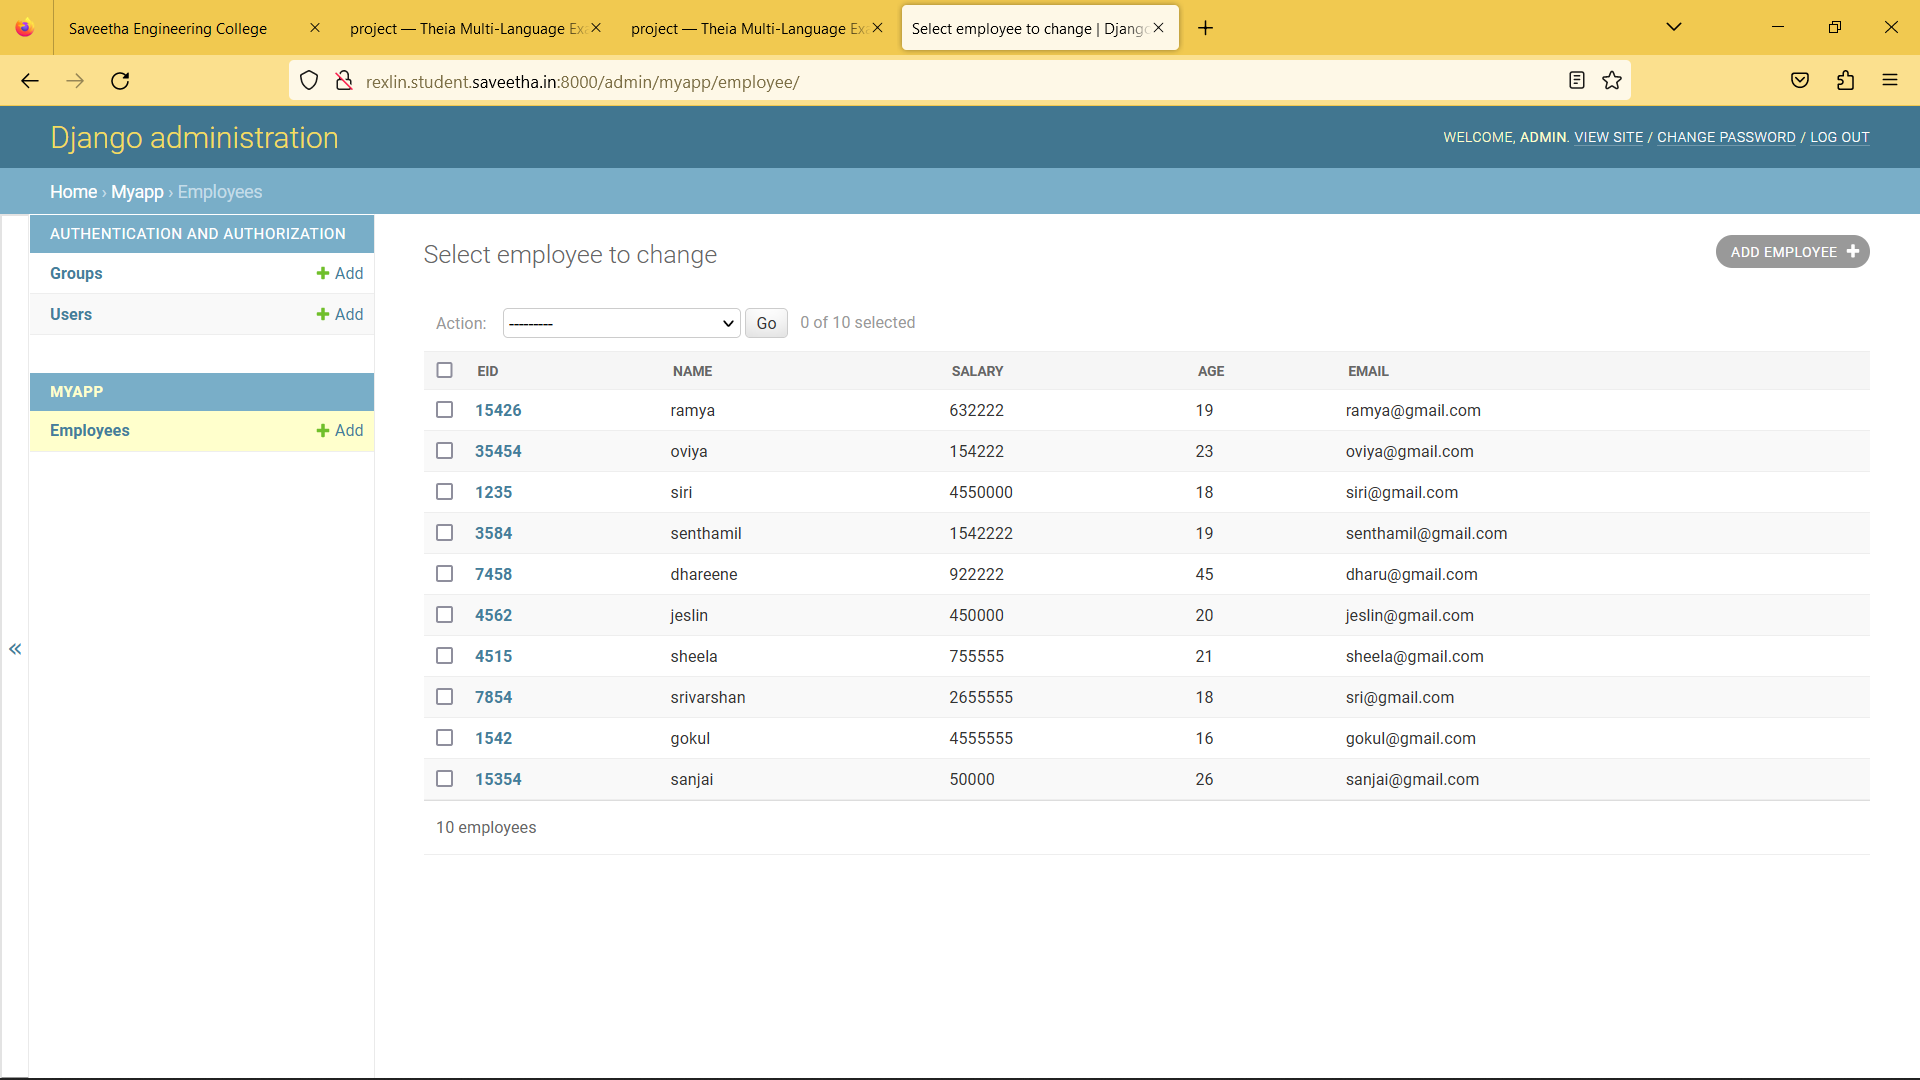 Saveetha Engineering College
project — Theia Multi-Language Ex
project — Theia Multi-Language Ex
Select employee to change | Djang
rexlin.student.saveetha.in:8000/admin/myapp/employee/
Django administration
WELCOME, ADMIN. VIEW SITE / CHANGE PASSWORD / LOG OUT
Home › Myapp › Employees
AUTHENTICATION AND AUTHORIZATION
Groups + Add
Users + Add
MYAPP
Employees + Add
«
Select employee to change
ADD EMPLOYEE +
Action: --------- Go 0 of 10 selected
EID NAME SALARY AGE EMAIL
15426 ramya 632222 19 ramya@gmail.com
35454 oviya 154222 23 oviya@gmail.com
1235 siri 4550000 18 siri@gmail.com
3584 senthamil 1542222 19 senthamil@gmail.com
7458 dhareene 922222 45 dharu@gmail.com
4562 jeslin 450000 20 jeslin@gmail.com
4515 sheela 755555 21 sheela@gmail.com
7854 srivarshan 2655555 18 sri@gmail.com
1542 gokul 4555555 16 gokul@gmail.com
15354 sanjai 50000 26 sanjai@gmail.com
10 employees